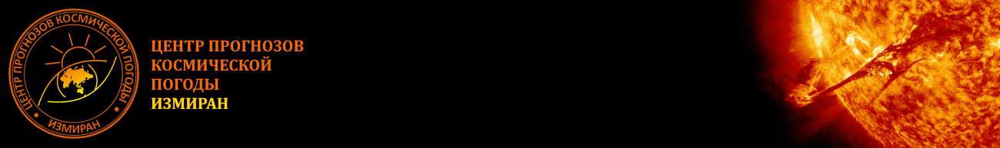 ЦЕНТР ПРОГНОЗОВ КОСМИЧЕСКОЙ ПОГОДЫ
ИЗМИРАН
ЦЕНТР ПРОГНОЗОВ
КОСМИЧЕСКОЙ
ПОГОДЫ
ИЗМИРАН